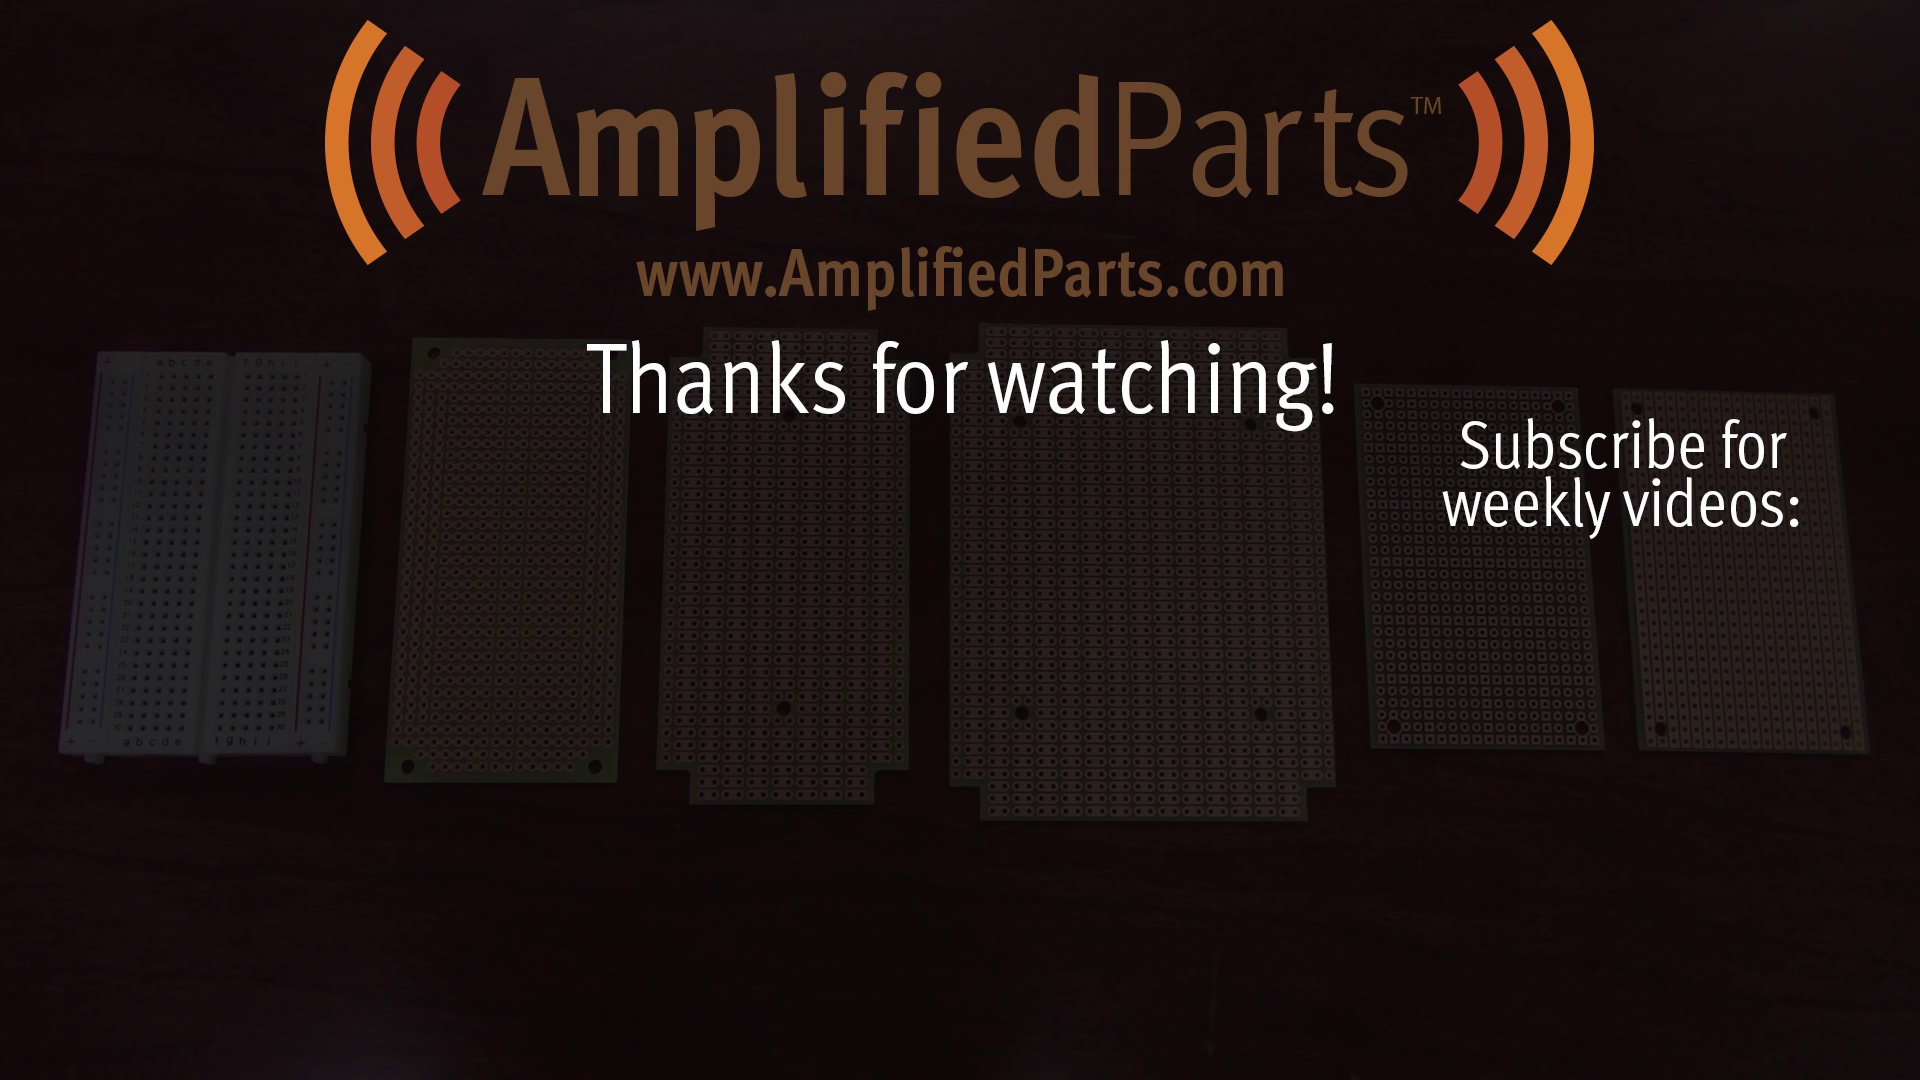 AmplifiedParts™
www.AmplifiedParts.com
Thanks for watching!
Subscribe for
weekly videos:
a b c d e f g h i j
a b c d e f g h i j